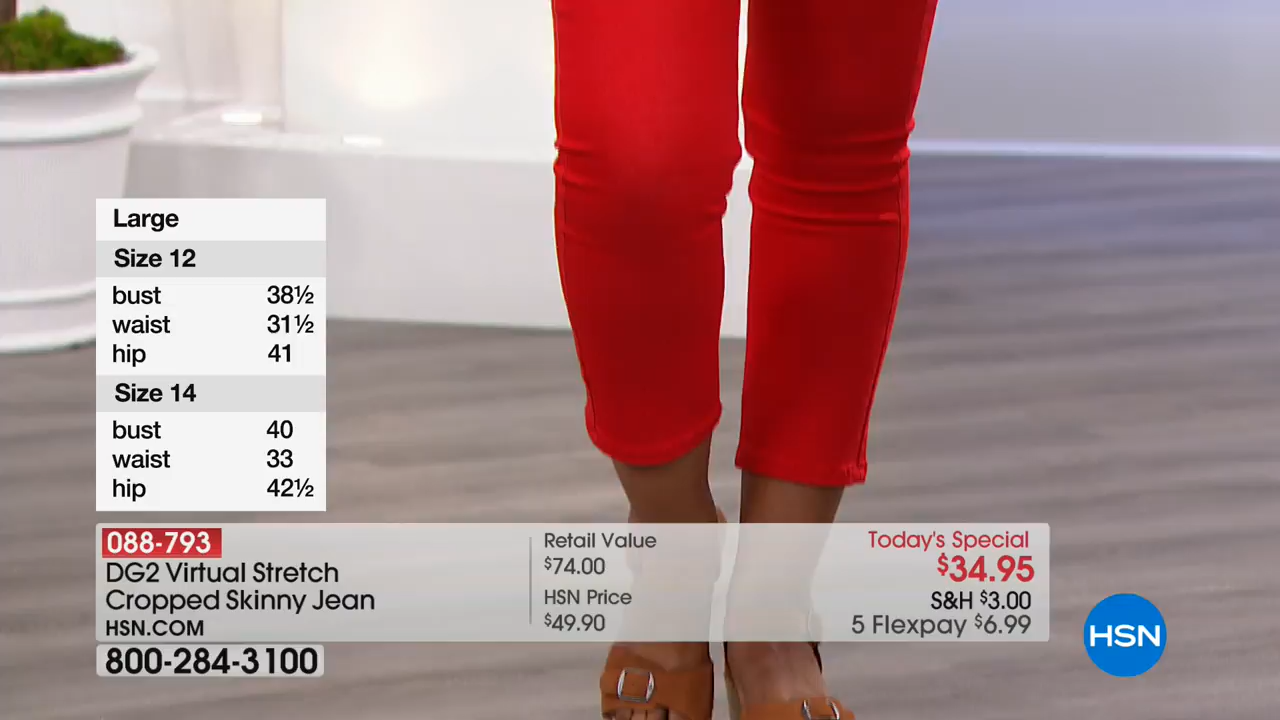 Large
Size 12
bust 38½
waist 31½
hip 41
Size 14
bust 40
waist 33
hip 42½
088-793
DG2 Virtual Stretch
Cropped Skinny Jean
HSN.COM
800-284-3100
Retail Value
$74.00
HSN Price
$49.90
Today's Special
$34.95
S&H $3.00
5 Flexpay $6.99
HSN